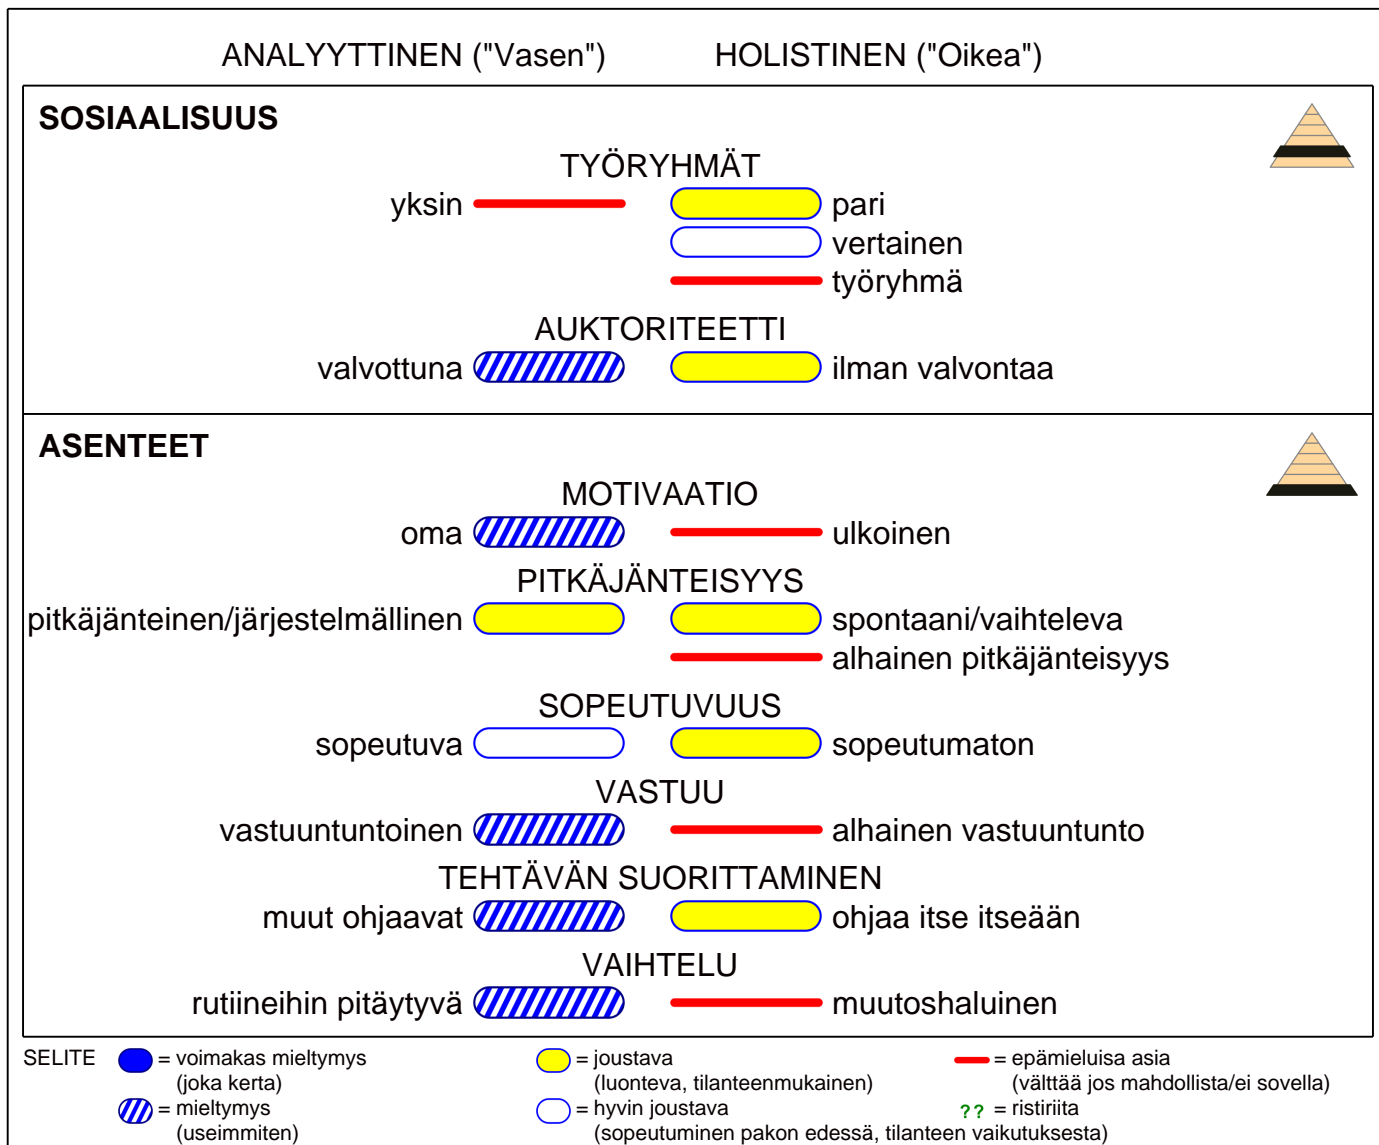 ANALYYTTINEN ("Vasen") HOLISTINEN ("Oikea")
SOSIAALISUUS
TYÖRYHMÄT
yksin pari
vertainen
työryhmä
AUKTORITEETTI
valvottuna ilman valvontaa
ASENTEET
MOTIVAATIO
oma ulkoinen
PITKÄJÄNTEISYYS
pitkäjänteinen/järjestelmällinen spontaani/vaihteleva
alhainen pitkäjänteisyys
SOPEUTUVUUS
sopeutuva sopeutumaton
VASTUU
vastuuntuntoinen alhainen vastuuntunto
TEHTÄVÄN SUORITTAMINEN
muut ohjaavat ohjaa itse itseään
VAIHTELU
rutiineihin pitäytyvä muutoshaluinen
SELITE = voimakas mieltymys = joustava = epämieluisa asia
(joka kerta) (luonteva, tilanteenmukainen) (välttää jos mahdollista/ei sovella)
= mieltymys = hyvin joustava ?? = ristiriita
(useimmiten) (sopeutuminen pakon edessä, tilanteen vaikutuksesta)